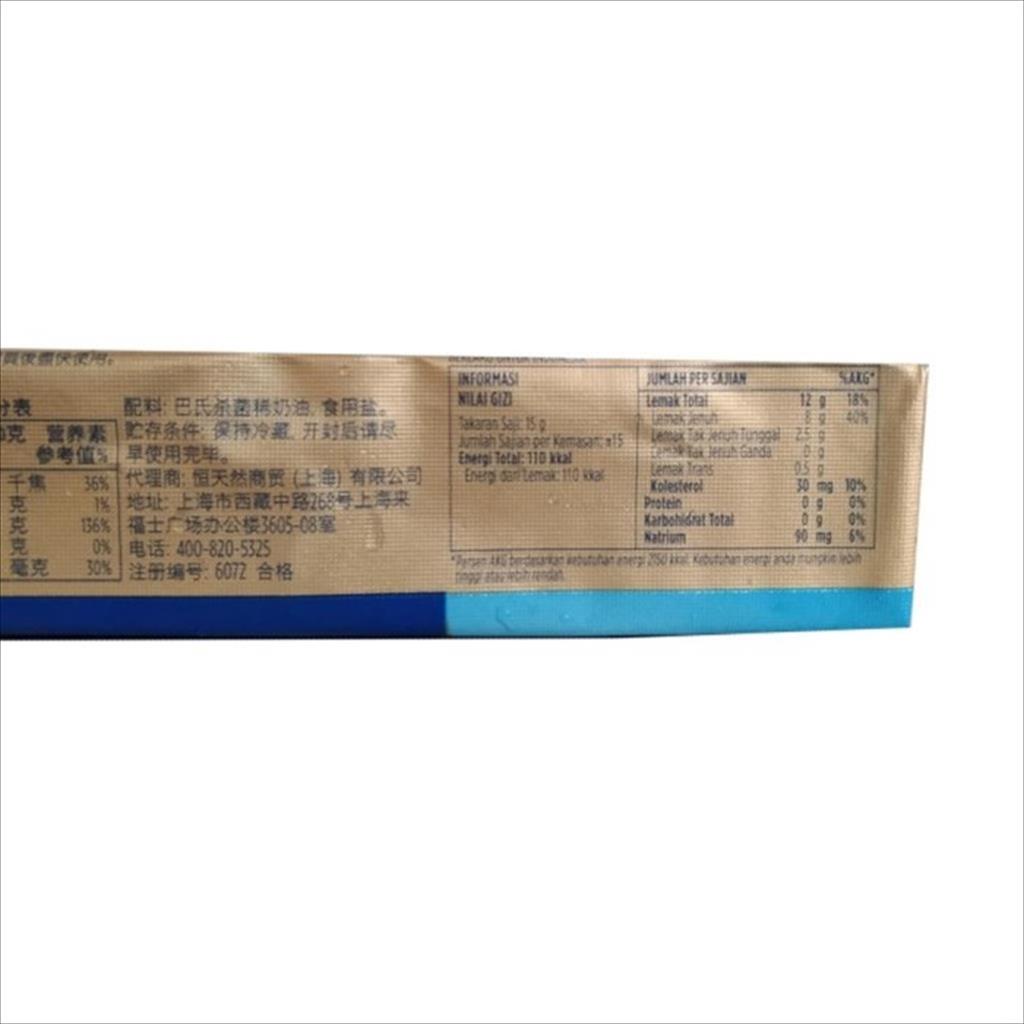 分表
克 营养素
参考值%
千焦 36%
克 1%
克 136%
克 0%
毫克 30%
配料: 巴氏杀菌稀奶油, 食用盐。
贮存条件: 保持冷藏, 开封后请尽
早使用完毕。
代理商: 恒天然商贸 (上海) 有限公司
地址: 上海市西藏中路268号上海来
福士广场办公楼3605-08室
电话: 400-820-5325
注册编号: 6072 合格
INFORMASI
NILAI GIZI
Takaran Saji: 15 g
Jumlah Sajian per Kemasan: ±15
Energi Total: 110 kkal
Energi dari Lemak: 110 kkal
JUMLAH PER SAJIAN %AKG*
Lemak Total 12 g 18%
Lemak Jenuh 8 g 40%
Lemak Tak Jenuh Tunggal 2.5 g
Lemak Tak Jenuh Ganda 0 g
Lemak Trans 0.5 g
Kolesterol 30 mg 10%
Protein 0 g 0%
Karbohidrat Total 0 g 0%
Natrium 90 mg 6%
*Persen AKG berdasarkan kebutuhan energi 2150 kkal. Kebutuhan energi anda mungkin lebih
tinggi atau lebih rendah.